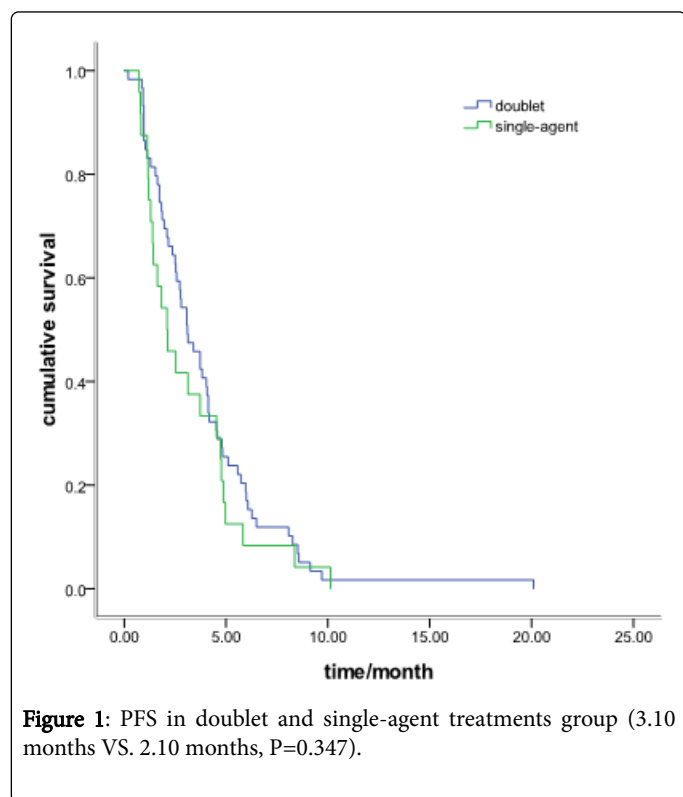 1.0
0.8
0.6
0.4
0.2
0.0
cumulative survival
doublet
single-agent
0.00 5.00 10.00 15.00 20.00 25.00
time/month
Figure 1: PFS in doublet and single-agent treatments group (3.10
months VS. 2.10 months, P=0.347).